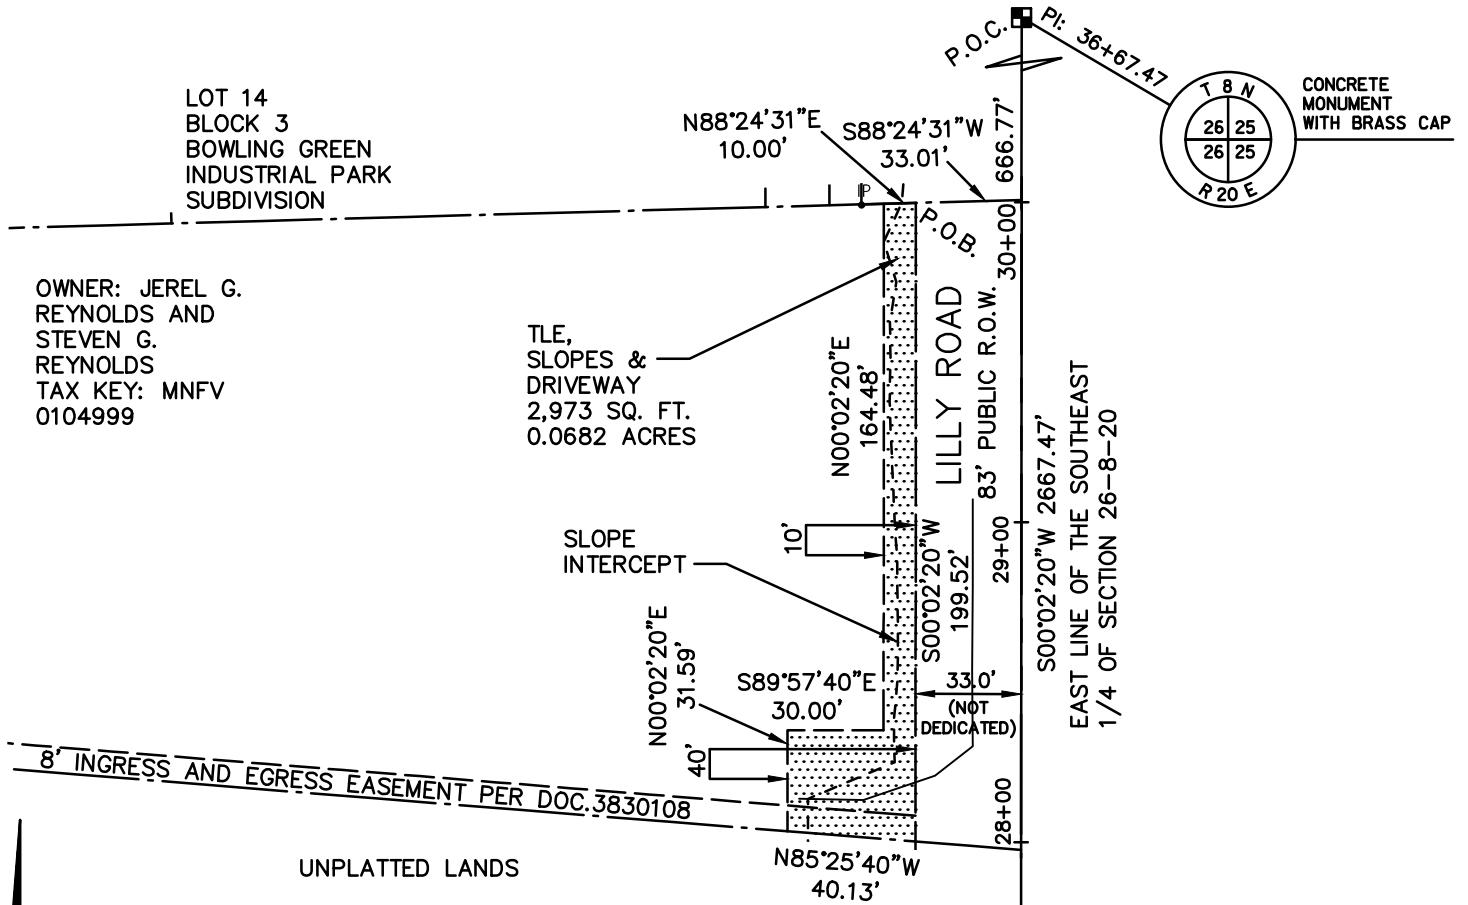 P.O.C.
PI: 36+67.47
T 8 N
26 25
26 25
R 20 E
CONCRETE
MONUMENT
WITH BRASS CAP
LOT 14
BLOCK 3
BOWLING GREEN
INDUSTRIAL PARK
SUBDIVISION
N88°24'31"E
10.00'
S88°24'31"W
33.01'
666.77'
IP
P.O.B.
30+00
OWNER: JEREL G.
REYNOLDS AND
STEVEN G.
REYNOLDS
TAX KEY: MNFV
0104999
TLE,
SLOPES &
DRIVEWAY
2,973 SQ. FT.
0.0682 ACRES
N00°02'20"E
164.48'
LILLY ROAD
83' PUBLIC R.O.W.
S00°02'20"W 2667.47'
EAST LINE OF THE SOUTHEAST
1/4 OF SECTION 26-8-20
SLOPE
INTERCEPT
10'
S00°02'20"W
199.52'
29+00
N00°02'20"E
31.59'
S89°57'40"E
30.00'
33.0'
(NOT
DEDICATED)
40'
8' INGRESS AND EGRESS EASEMENT PER DOC.3830108
28+00
UNPLATTED LANDS
N85°25'40"W
40.13'